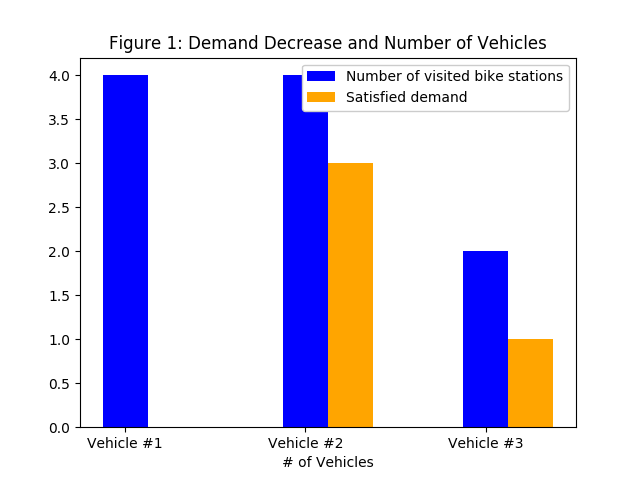 Figure 1: Demand Decrease and Number of Vehicles
Number of visited bike stations
Satisfied demand
4.0
3.5
3.0
2.5
2.0
1.5
1.0
0.5
0.0
Vehicle #1 Vehicle #2 Vehicle #3
# of Vehicles